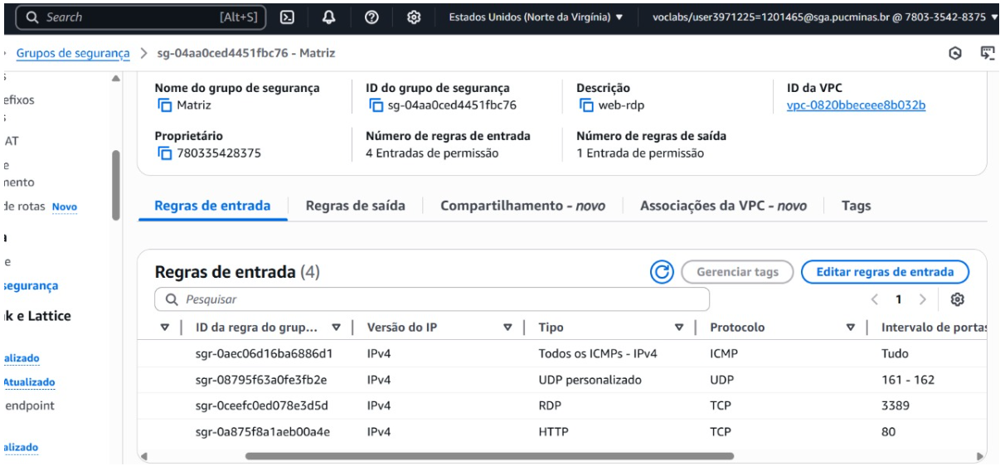 Search [Alt+S] Estados Unidos (Norte da Virgínia) ▼ voclabs/user3971225=1201465@sga.pucminas.br @ 7803-3542-8375 ▼
Grupos de segurança > sg-04aa0ced4451fbc76 - Matriz
efixos
AT
e
mento
de rotas Novo
e
segurança
k e Lattice
alizado
Atualizado
endpoint
alizado
Nome do grupo de segurança
Matriz
ID do grupo de segurança
sg-04aa0ced4451fbc76
Descrição
web-rdp
ID da VPC
vpc-0820bbeceee8b032b
Proprietário
780335428375
Número de regras de entrada
4 Entradas de permissão
Número de regras de saída
1 Entrada de permissão
Regras de entrada Regras de saída Compartilhamento - novo Associações da VPC - novo Tags
Regras de entrada (4) Gerenciar tags Editar regras de entrada
Pesquisar < 1 >
ID da regra do grup... Versão do IP Tipo Protocolo Intervalo de portas
sgr-0aec06d16ba6886d1 IPv4 Todos os ICMPs - IPv4 ICMP Tudo
sgr-08795f63a0fe3fb2e IPv4 UDP personalizado UDP 161 - 162
sgr-0ceefc0ed078e3d5d IPv4 RDP TCP 3389
sgr-0a875f8a1aeb00a4e IPv4 HTTP TCP 80